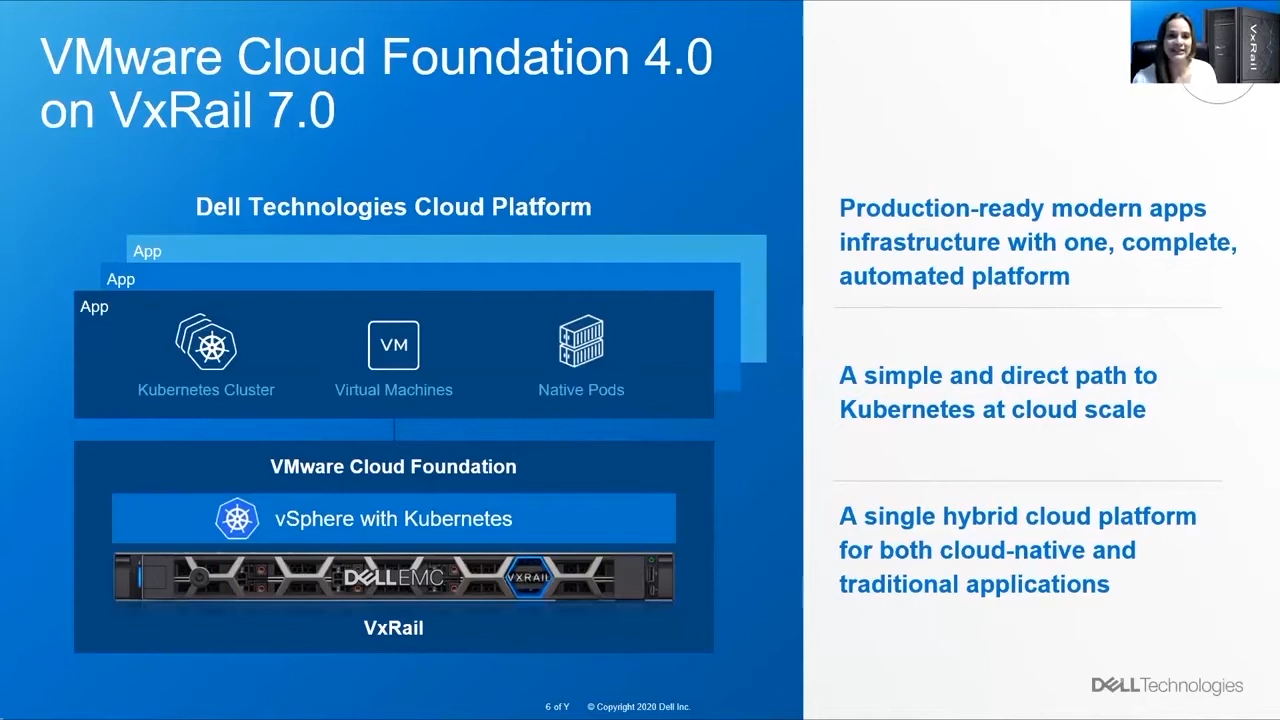 VMware Cloud Foundation 4.0
on VxRail 7.0
VxRail
Dell Technologies Cloud Platform
App
App
App
VM
Kubernetes Cluster
Virtual Machines
Native Pods
VMware Cloud Foundation
vSphere with Kubernetes
DELLEMC
VXRAIL
VxRail
Production-ready modern apps
infrastructure with one, complete,
automated platform
A simple and direct path to
Kubernetes at cloud scale
A single hybrid cloud platform
for both cloud-native and
traditional applications
6 of Y © Copyright 2020 Dell Inc.
DELLTechnologies